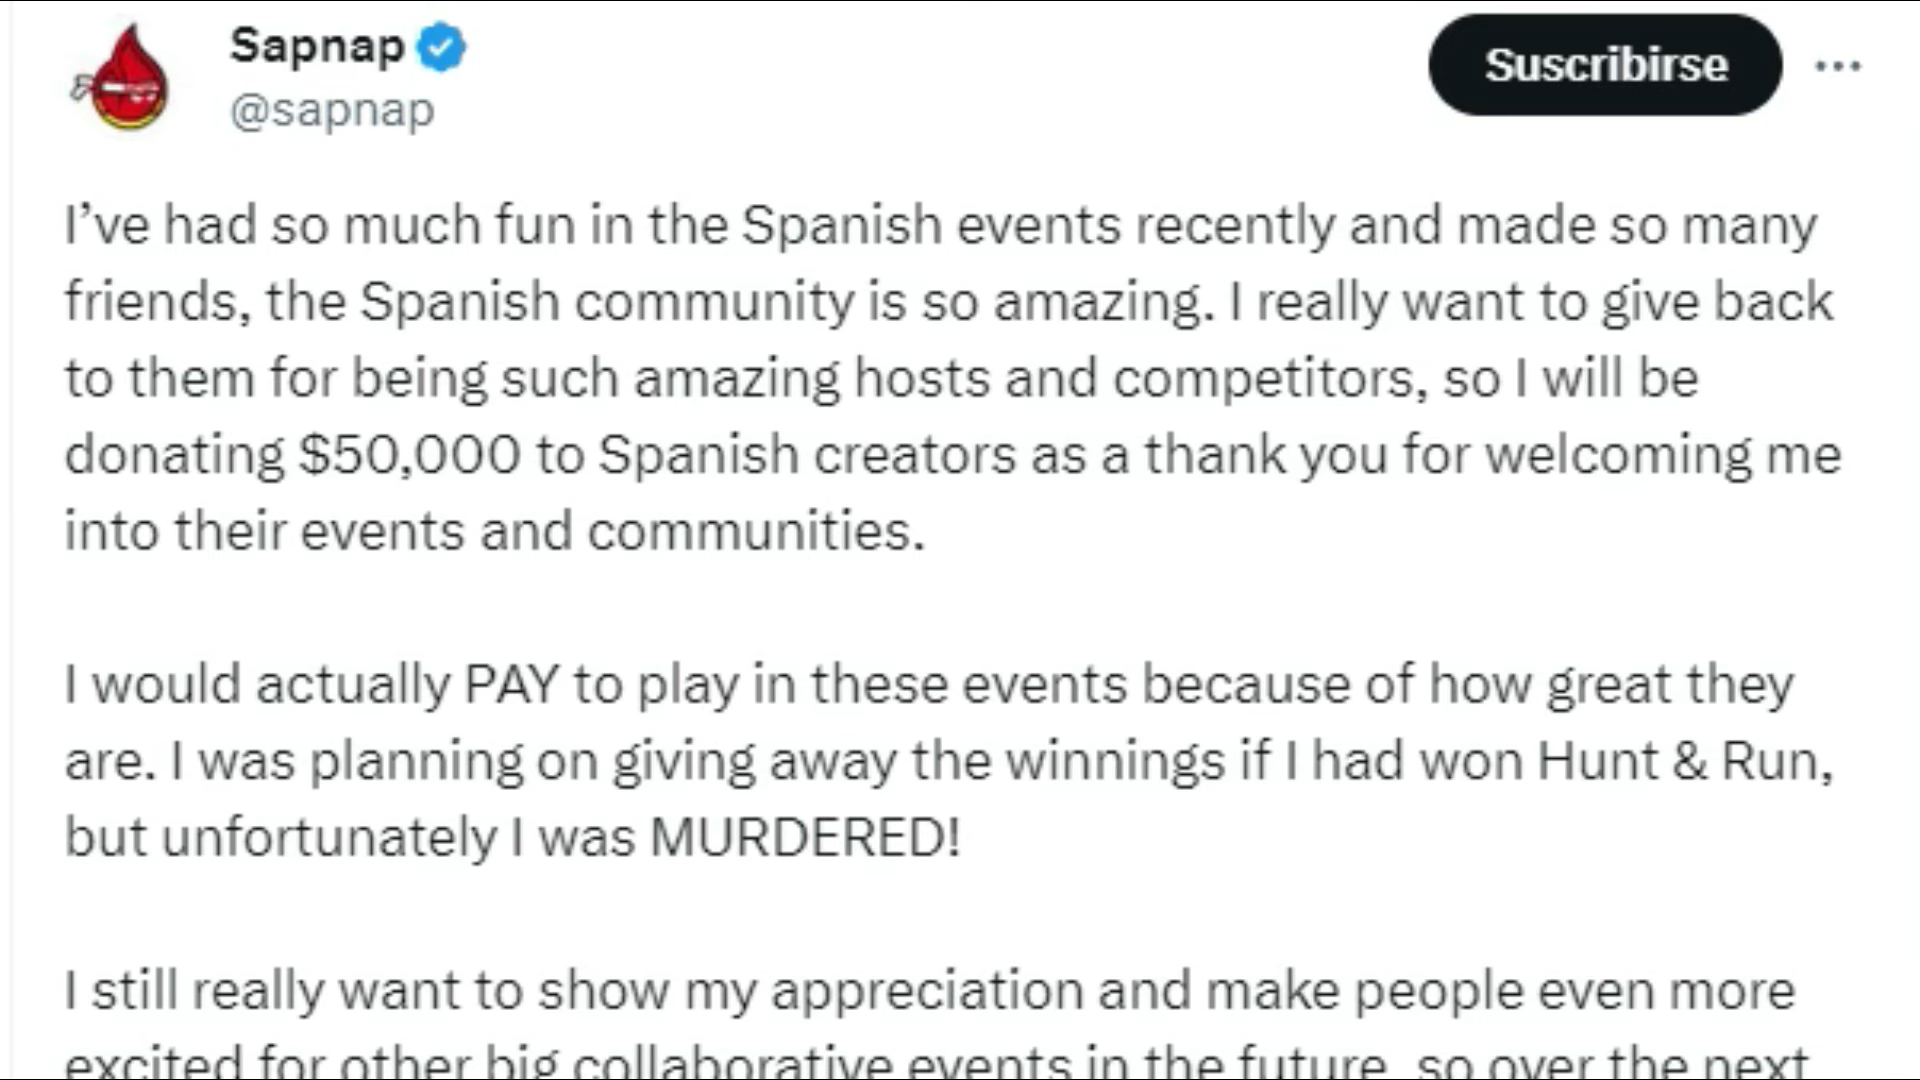 Sapnap
@sapnap
Suscribirse
I’ve had so much fun in the Spanish events recently and made so many
friends, the Spanish community is so amazing. I really want to give back
to them for being such amazing hosts and competitors, so I will be
donating $50,000 to Spanish creators as a thank you for welcoming me
into their events and communities.
I would actually PAY to play in these events because of how great they
are. I was planning on giving away the winnings if I had won Hunt & Run,
but unfortunately I was MURDERED!
I still really want to show my appreciation and make people even more
excited for other big collaborative events in the future, so over the next